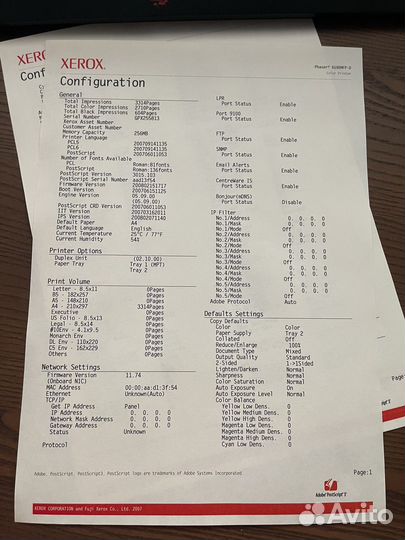 XEROX
Conf
XEROX.
Phaser® 6180MFP-D
Color Printer
Configuration
General
Total Impressions 3314Pages
Total Color Impressions 2710Pages
Total Black Impressions 604Pages
Serial Number
Xerox Asset Number
Customer Asset Number
Memory Capacity 256MB
Printer Language
PCL5 200709141135
PCL6 200709141135
PostScript 200706011053
Number of Fonts Available
PCL Roman:81fonts
PostScript Roman:136fonts
PostScript Version 3015.103
PostScript Serial Number
Firmware Version 200802151717
Boot Version 200706151125
Engine Version 05.09.00
(05.09.00)
PostScript CRD Version 200706011053
IIT Version 200703162011
IPS Version 200802071140
Default Paper A4
Default Language English
Current Temperature 25°C / 77°F
Current Humidity
Printer Options
Duplex Unit (02.10.00)
Paper Tray Tray 1 (MPT)
Tray 2
Print Volume
Letter - 8.5x11 0Pages
B5 - 182x257 0Pages
A5 - 148x210 0Pages
A4 - 210x297 3314Pages
Executive 0Pages
US Folio - 8.5x13 0Pages
Legal - 8.5x14 0Pages
#10Env - 4.1x9.5 0Pages
Monarch Env 0Pages
DL Env - 110x220 0Pages
C5 Env - 162x229 0Pages
Others 0Pages
Network Settings
Firmware Version 11.74
(Onboard NIC)
MAC Address 00:00:aa:d1:3f:54
Ethernet Unknown(Auto)
TCP/IP
Get IP Address Panel
IP Address 0. 0. 0. 0
Network Mask Address 0. 0. 0. 0
Gateway Address 0. 0. 0. 0
Status Unknown
Protocol
LPR
Port Status Enable
Port 9100
Port Status Enable
FTP
Port Status Enable
SNMP
Port Status Enable
Email Alerts
Port Status Enable
CentreWare IS
Port Status Enable
Bonjour(mDNS)
Port Status Disable
IP Filter
No.1/Address 0. 0. 0. 0
No.1/Mask 0. 0. 0. 0
No.1/Mode Off
No.2/Address 0. 0. 0. 0
No.2/Mask 0. 0. 0. 0
No.2/Mode Off
No.3/Address 0. 0. 0. 0
No.3/Mask 0. 0. 0. 0
No.3/Mode Off
No.4/Address 0. 0. 0. 0
No.4/Mask 0. 0. 0. 0
No.4/Mode Off
No.5/Address 0. 0. 0. 0
No.5/Mask 0. 0. 0. 0
No.5/Mode Off
Adobe Protocol Auto
Defaults Settings
Copy Defaults
Color Color
Paper Supply Tray 2
Collated Off
Reduce/Enlarge 100%
Document Type Mixed
Output Quality Standard
2-Sided 1->1Sided
Lighten/Darken Normal
Sharpness Normal
Color Saturation Normal
Auto Exposure On
Auto Exposure Level Normal
Color Balance
Yellow Low Dens. 0
Yellow Medium Dens. 0
Yellow High Dens. 0
Magenta Low Dens. 0
Magenta Medium Dens. 0
Magenta High Dens. 0
Cyan Low Dens. 0
Adobe, PostScript, PostScript3, PostScript logo are trademarks of Adobe Systems Incorporated.
Page:1
Adobe® PostScript® 3™
XEROX CORPORATION and Fuji Xerox Co., Ltd. 2007
Avito